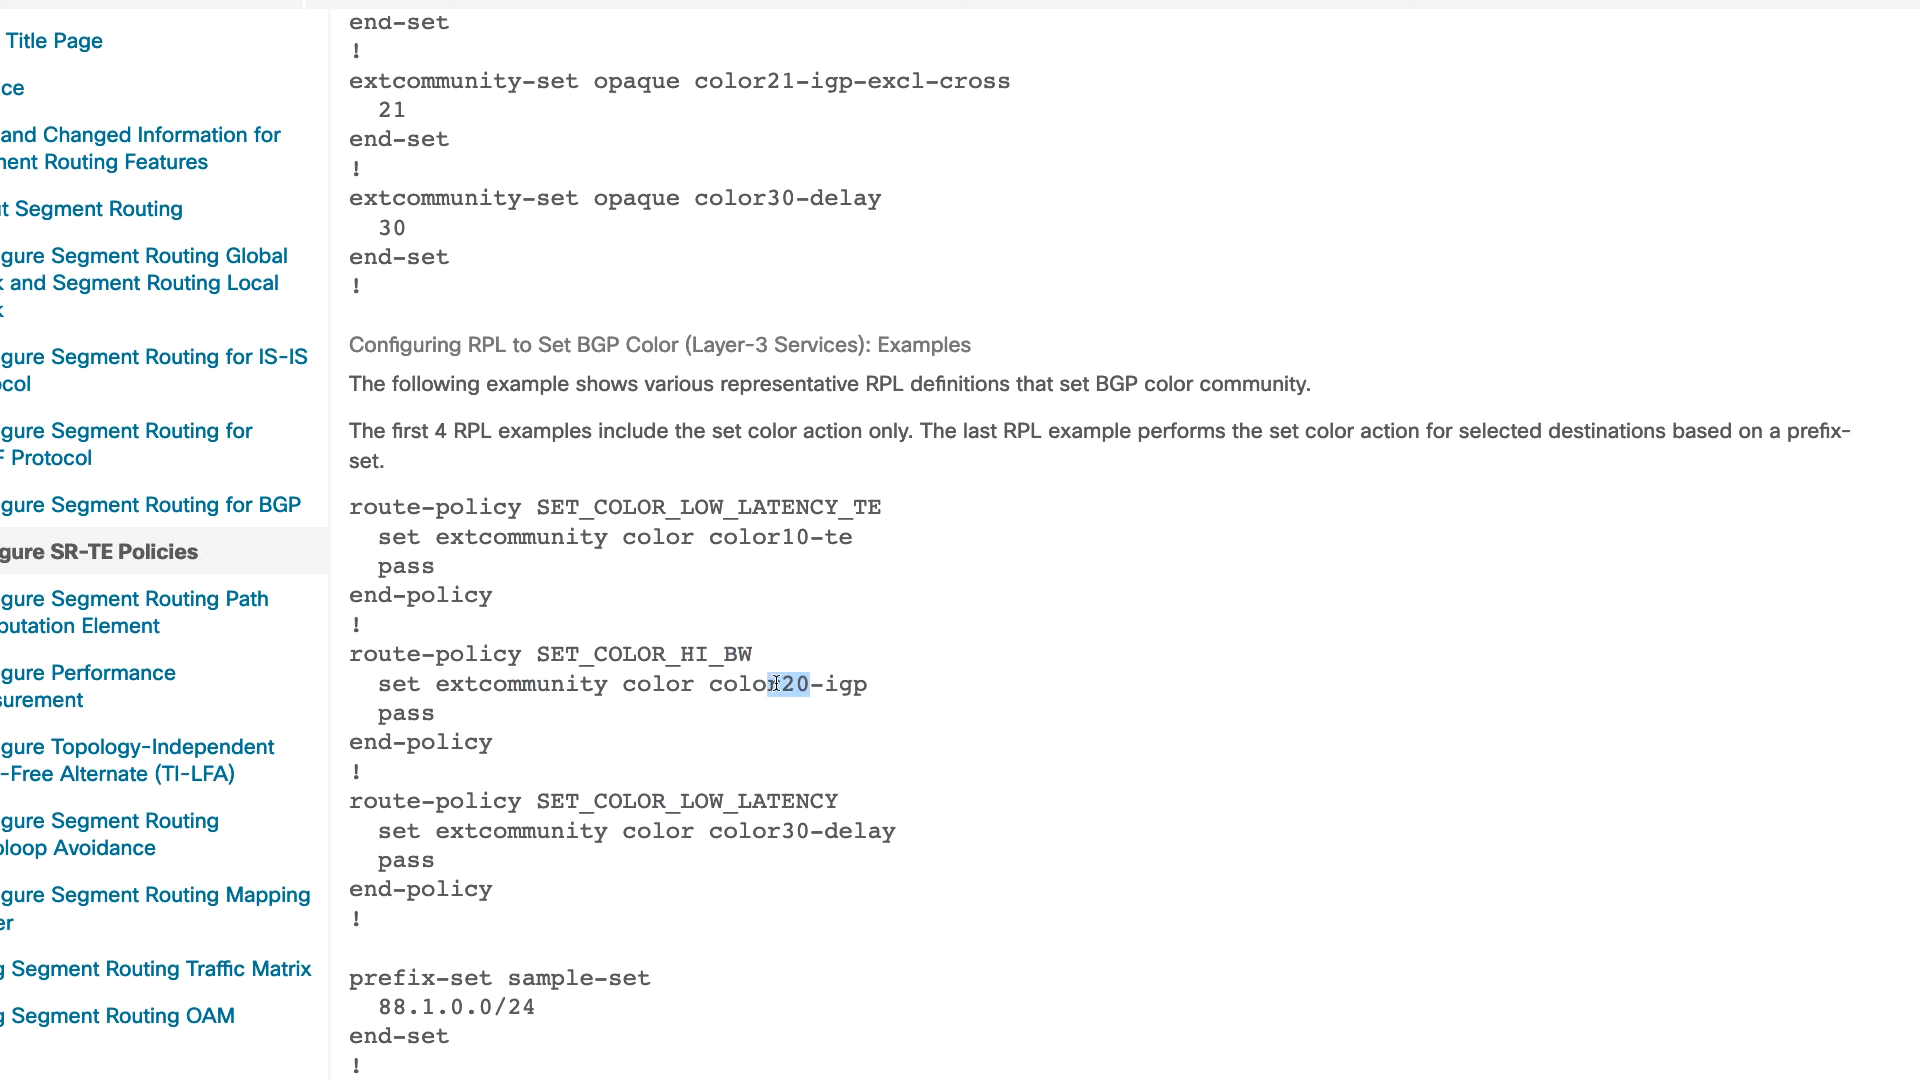 Title Page
ce
and Changed Information for
nent Routing Features
t Segment Routing
gure Segment Routing Global
k and Segment Routing Local
k
gure Segment Routing for IS-IS
ocol
gure Segment Routing for
F Protocol
gure Segment Routing for BGP
gure SR-TE Policies
gure Segment Routing Path
putation Element
gure Performance
surement
gure Topology-Independent
-Free Alternate (TI-LFA)
gure Segment Routing
oloop Avoidance
gure Segment Routing Mapping
er
g Segment Routing Traffic Matrix
g Segment Routing OAM
end-set
!
extcommunity-set opaque color21-igp-excl-cross
21
end-set
!
extcommunity-set opaque color30-delay
30
end-set
!
Configuring RPL to Set BGP Color (Layer-3 Services): Examples
The following example shows various representative RPL definitions that set BGP color community.
The first 4 RPL examples include the set color action only. The last RPL example performs the set color action for selected destinations based on a prefix-
set.
route-policy SET_COLOR_LOW_LATENCY_TE
set extcommunity color color10-te
pass
end-policy
!
route-policy SET_COLOR_HI_BW
set extcommunity color color20-igp
pass
end-policy
!
route-policy SET_COLOR_LOW_LATENCY
set extcommunity color color30-delay
pass
end-policy
!
prefix-set sample-set
88.1.0.0/24
end-set
!